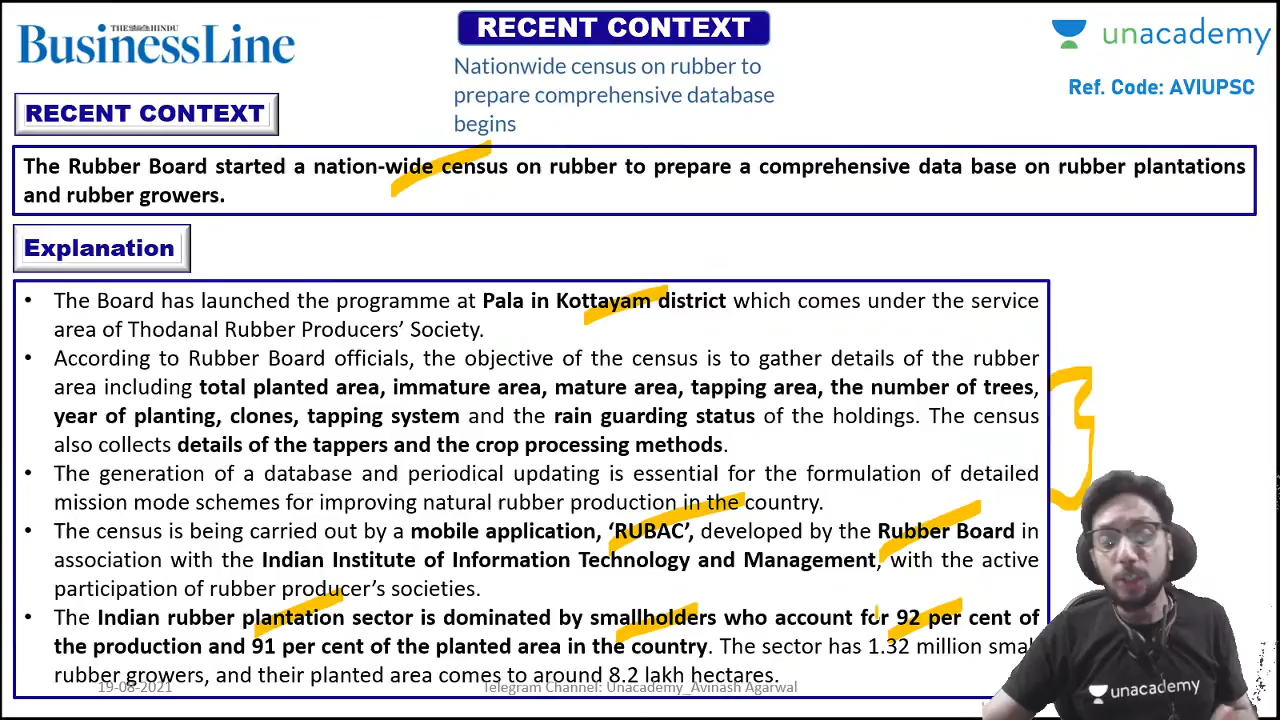 THE HINDU
BusinessLine
RECENT CONTEXT
Nationwide census on rubber to
prepare comprehensive database
begins
unacademy
Ref. Code: AVIUPSC
RECENT CONTEXT
The Rubber Board started a nation-wide census on rubber to prepare a comprehensive data base on rubber plantations
and rubber growers.
Explanation
• The Board has launched the programme at Pala in Kottayam district which comes under the service
area of Thodanal Rubber Producers’ Society.
• According to Rubber Board officials, the objective of the census is to gather details of the rubber
area including total planted area, immature area, mature area, tapping area, the number of trees,
year of planting, clones, tapping system and the rain guarding status of the holdings. The census
also collects details of the tappers and the crop processing methods.
• The generation of a database and periodical updating is essential for the formulation of detailed
mission mode schemes for improving natural rubber production in the country.
• The census is being carried out by a mobile application, ‘RUBAC’, developed by the Rubber Board in
association with the Indian Institute of Information Technology and Management, with the active
participation of rubber producer’s societies.
• The Indian rubber plantation sector is dominated by smallholders who account for 92 per cent of
the production and 91 per cent of the planted area in the country. The sector has 1.32 million small
rubber growers, and their planted area comes to around 8.2 lakh hectares.
19-08-2021
Telegram Channel: Unacademy_Avinash Agarwal
unacademy